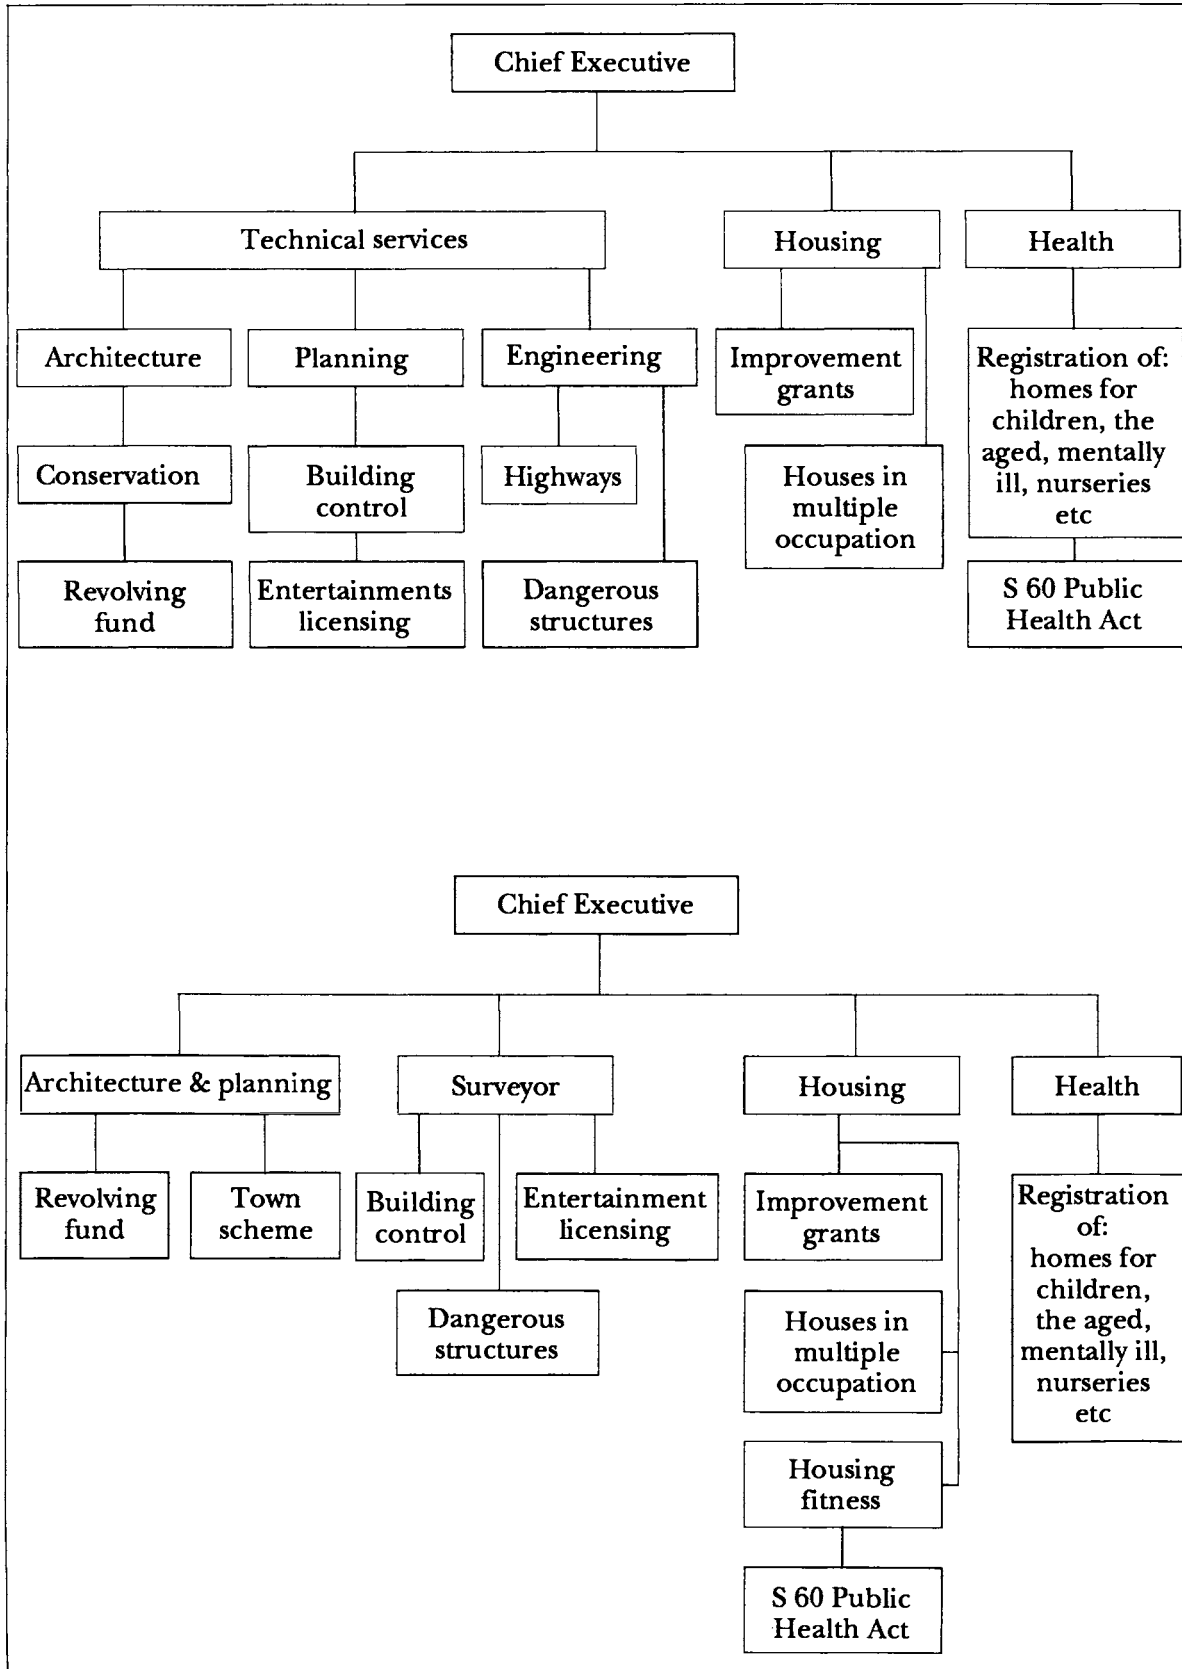 Chief Executive
Technical services
Housing
Health
Architecture
Planning
Engineering
Improvement
grants
Registration of:
homes for
children, the
aged, mentally
ill, nurseries
etc
Conservation
Building
control
Highways
Houses in
multiple
occupation
Revolving
fund
Entertainments
licensing
Dangerous
structures
S 60 Public
Health Act
Chief Executive
Architecture & planning
Surveyor
Housing
Health
Revolving
fund
Town
scheme
Building
control
Entertainment
licensing
Improvement
grants
Registration
of:
homes for
children,
the aged,
mentally ill,
nurseries
etc
Dangerous
structures
Houses in
multiple
occupation
Housing
fitness
S 60 Public
Health Act